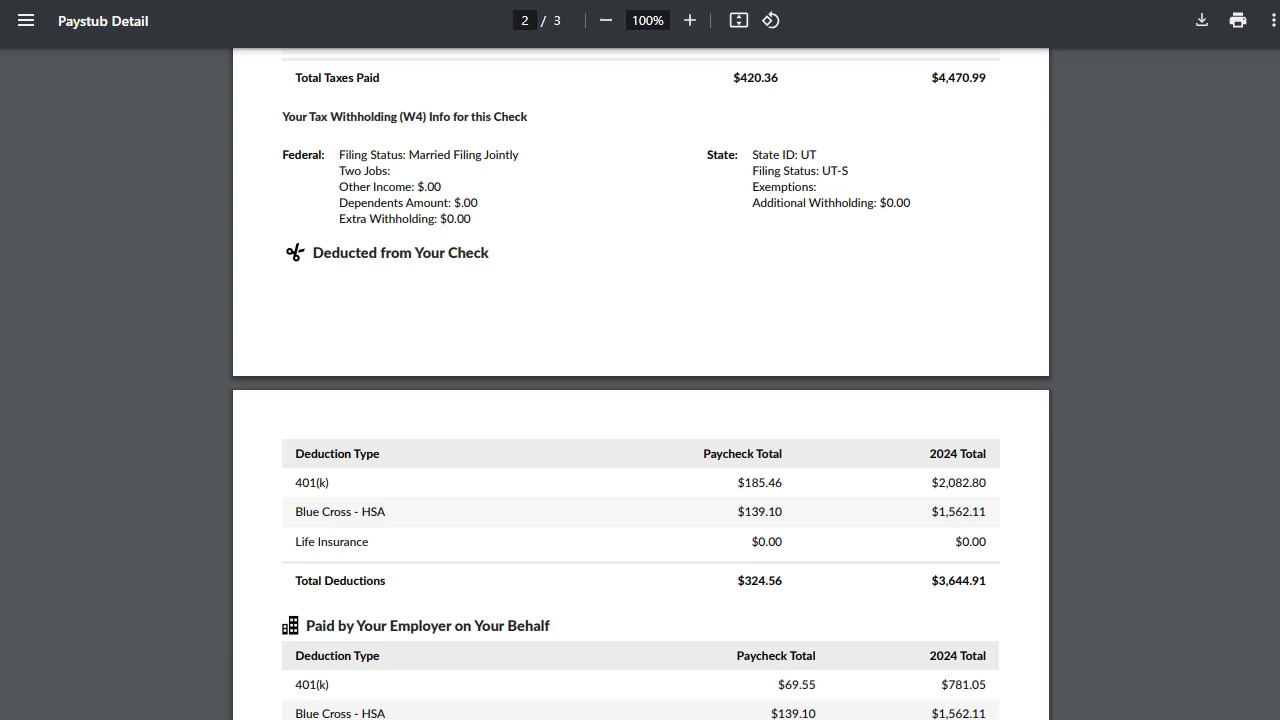 Paystub Detail 2 / 3 100%
Total Taxes Paid $420.36 $4,470.99
Your Tax Withholding (W4) Info for this Check
Federal: Filing Status: Married Filing Jointly State: State ID: UT
Two Jobs: Filing Status: UT-S
Other Income: $.00 Exemptions:
Dependents Amount: $.00 Additional Withholding: $0.00
Extra Withholding: $0.00
Deducted from Your Check
Deduction Type Paycheck Total 2024 Total
401(k) $185.46 $2,082.80
Blue Cross - HSA $139.10 $1,562.11
Life Insurance $0.00 $0.00
Total Deductions $324.56 $3,644.91
Paid by Your Employer on Your Behalf
Deduction Type Paycheck Total 2024 Total
401(k) $69.55 $781.05
Blue Cross - HSA $139.10 $1,562.11